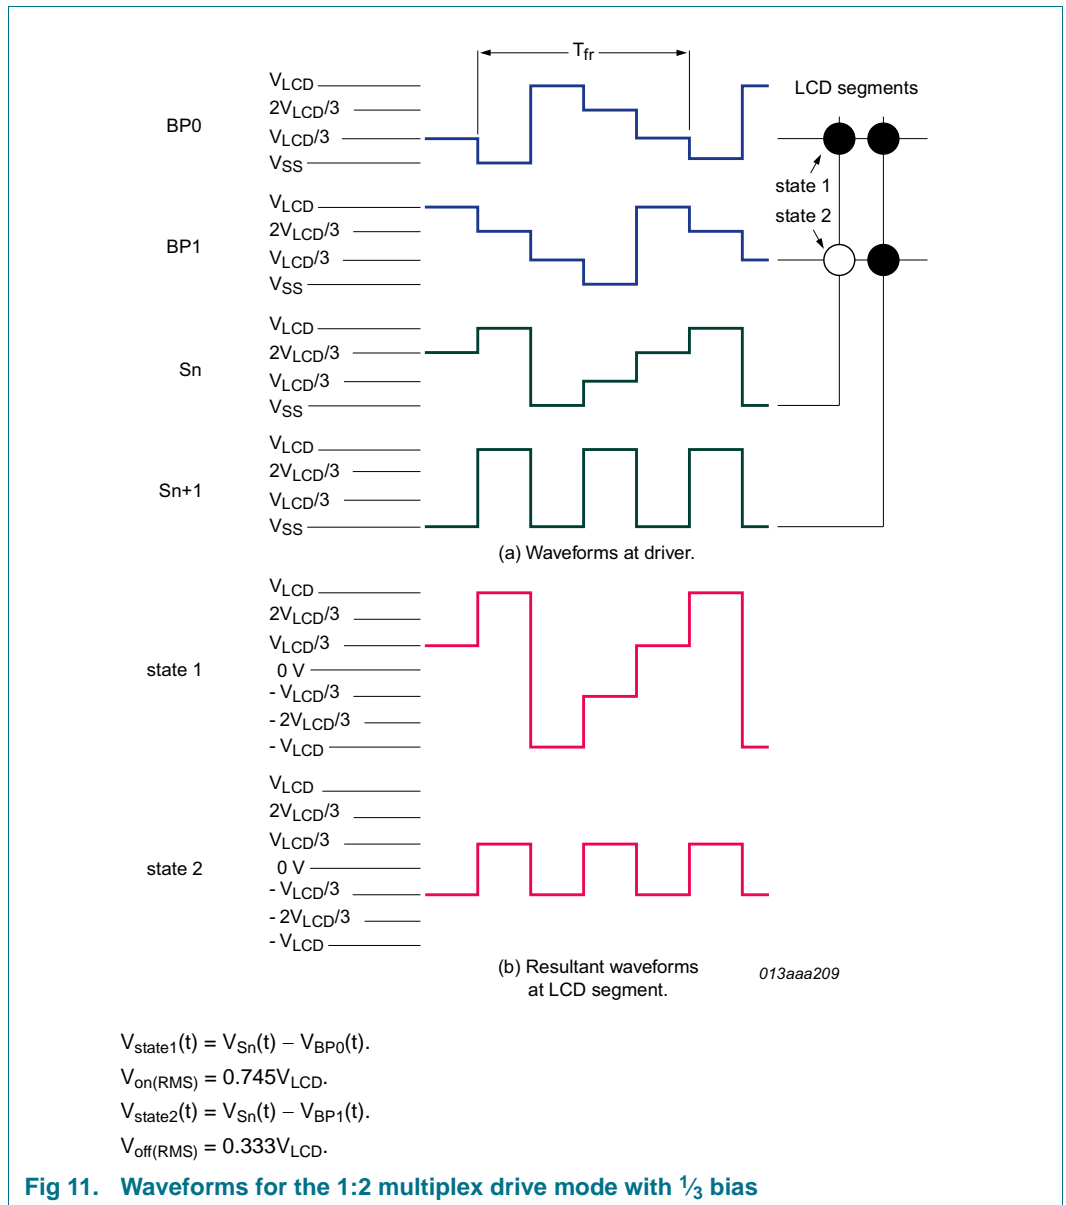 Tfr
VLCD
2VLCD/3
VLCD/3
VSS
BP0
LCD segments
state 1
state 2
VLCD
2VLCD/3
VLCD/3
VSS
BP1
VLCD
2VLCD/3
VLCD/3
VSS
Sn
VLCD
2VLCD/3
VLCD/3
VSS
Sn+1
(a) Waveforms at driver.
VLCD
2VLCD/3
VLCD/3
0 V
- VLCD/3
- 2VLCD/3
- VLCD
state 1
VLCD
2VLCD/3
VLCD/3
0 V
- VLCD/3
- 2VLCD/3
- VLCD
state 2
(b) Resultant waveforms
at LCD segment.
013aaa209
Vstate1(t) = VSn(t) − VBP0(t).
Von(RMS) = 0.745VLCD.
Vstate2(t) = VSn(t) − VBP1(t).
Voff(RMS) = 0.333VLCD.
Fig 11. Waveforms for the 1:2 multiplex drive mode with 1⁄3 bias